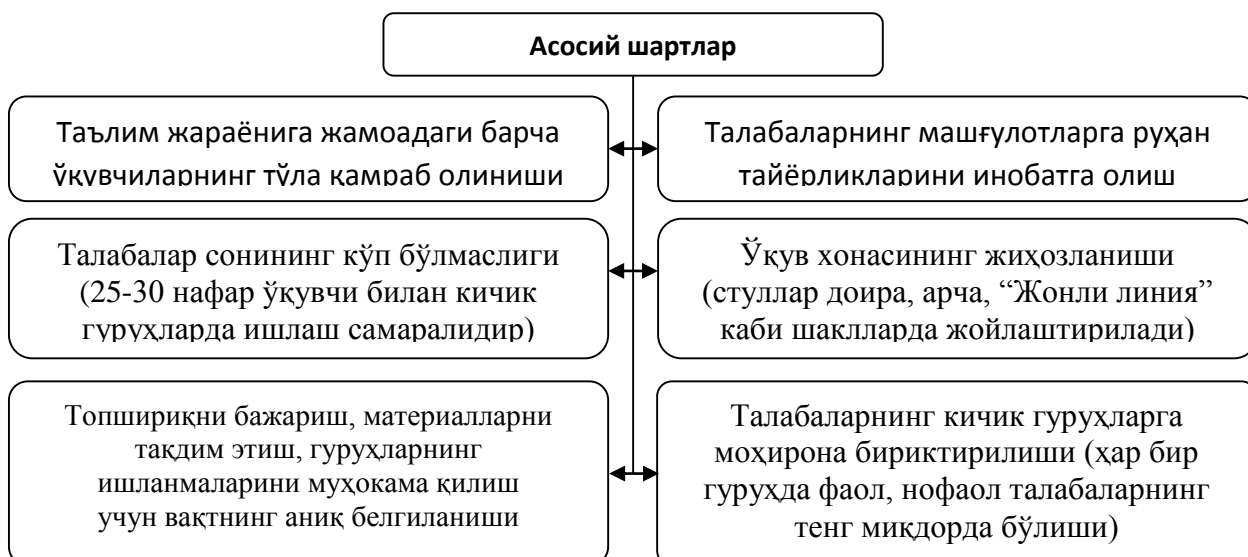 Асосий шартлар
Таълим жараёнига жамоадаги барча
ўқувчиларнинг тўла қамраб олиниши
Талабаларнинг машғулотларга руҳан
тайёрликларини инобатга олиш
Талабалар сонининг кўп бўлмаслиги
(25-30 нафар ўқувчи билан кичик
гуруҳларда ишлаш самаралидир)
Ўқув хонасининг жиҳозланиши
(стуллар доира, арча, “Жонли линия”
каби шаклларда жойлаштирилади)
Топшириқни бажариш, материалларни
тақдим этиш, гуруҳларнинг
ишланмаларини муҳокама қилиш
учун вақтнинг аниқ белгиланиши
Талабаларнинг кичик гуруҳларга
моҳирона бириктирилиши (ҳар бир
гуруҳда фаол, нофаол талабаларнинг
тенг миқдорда бўлиши)